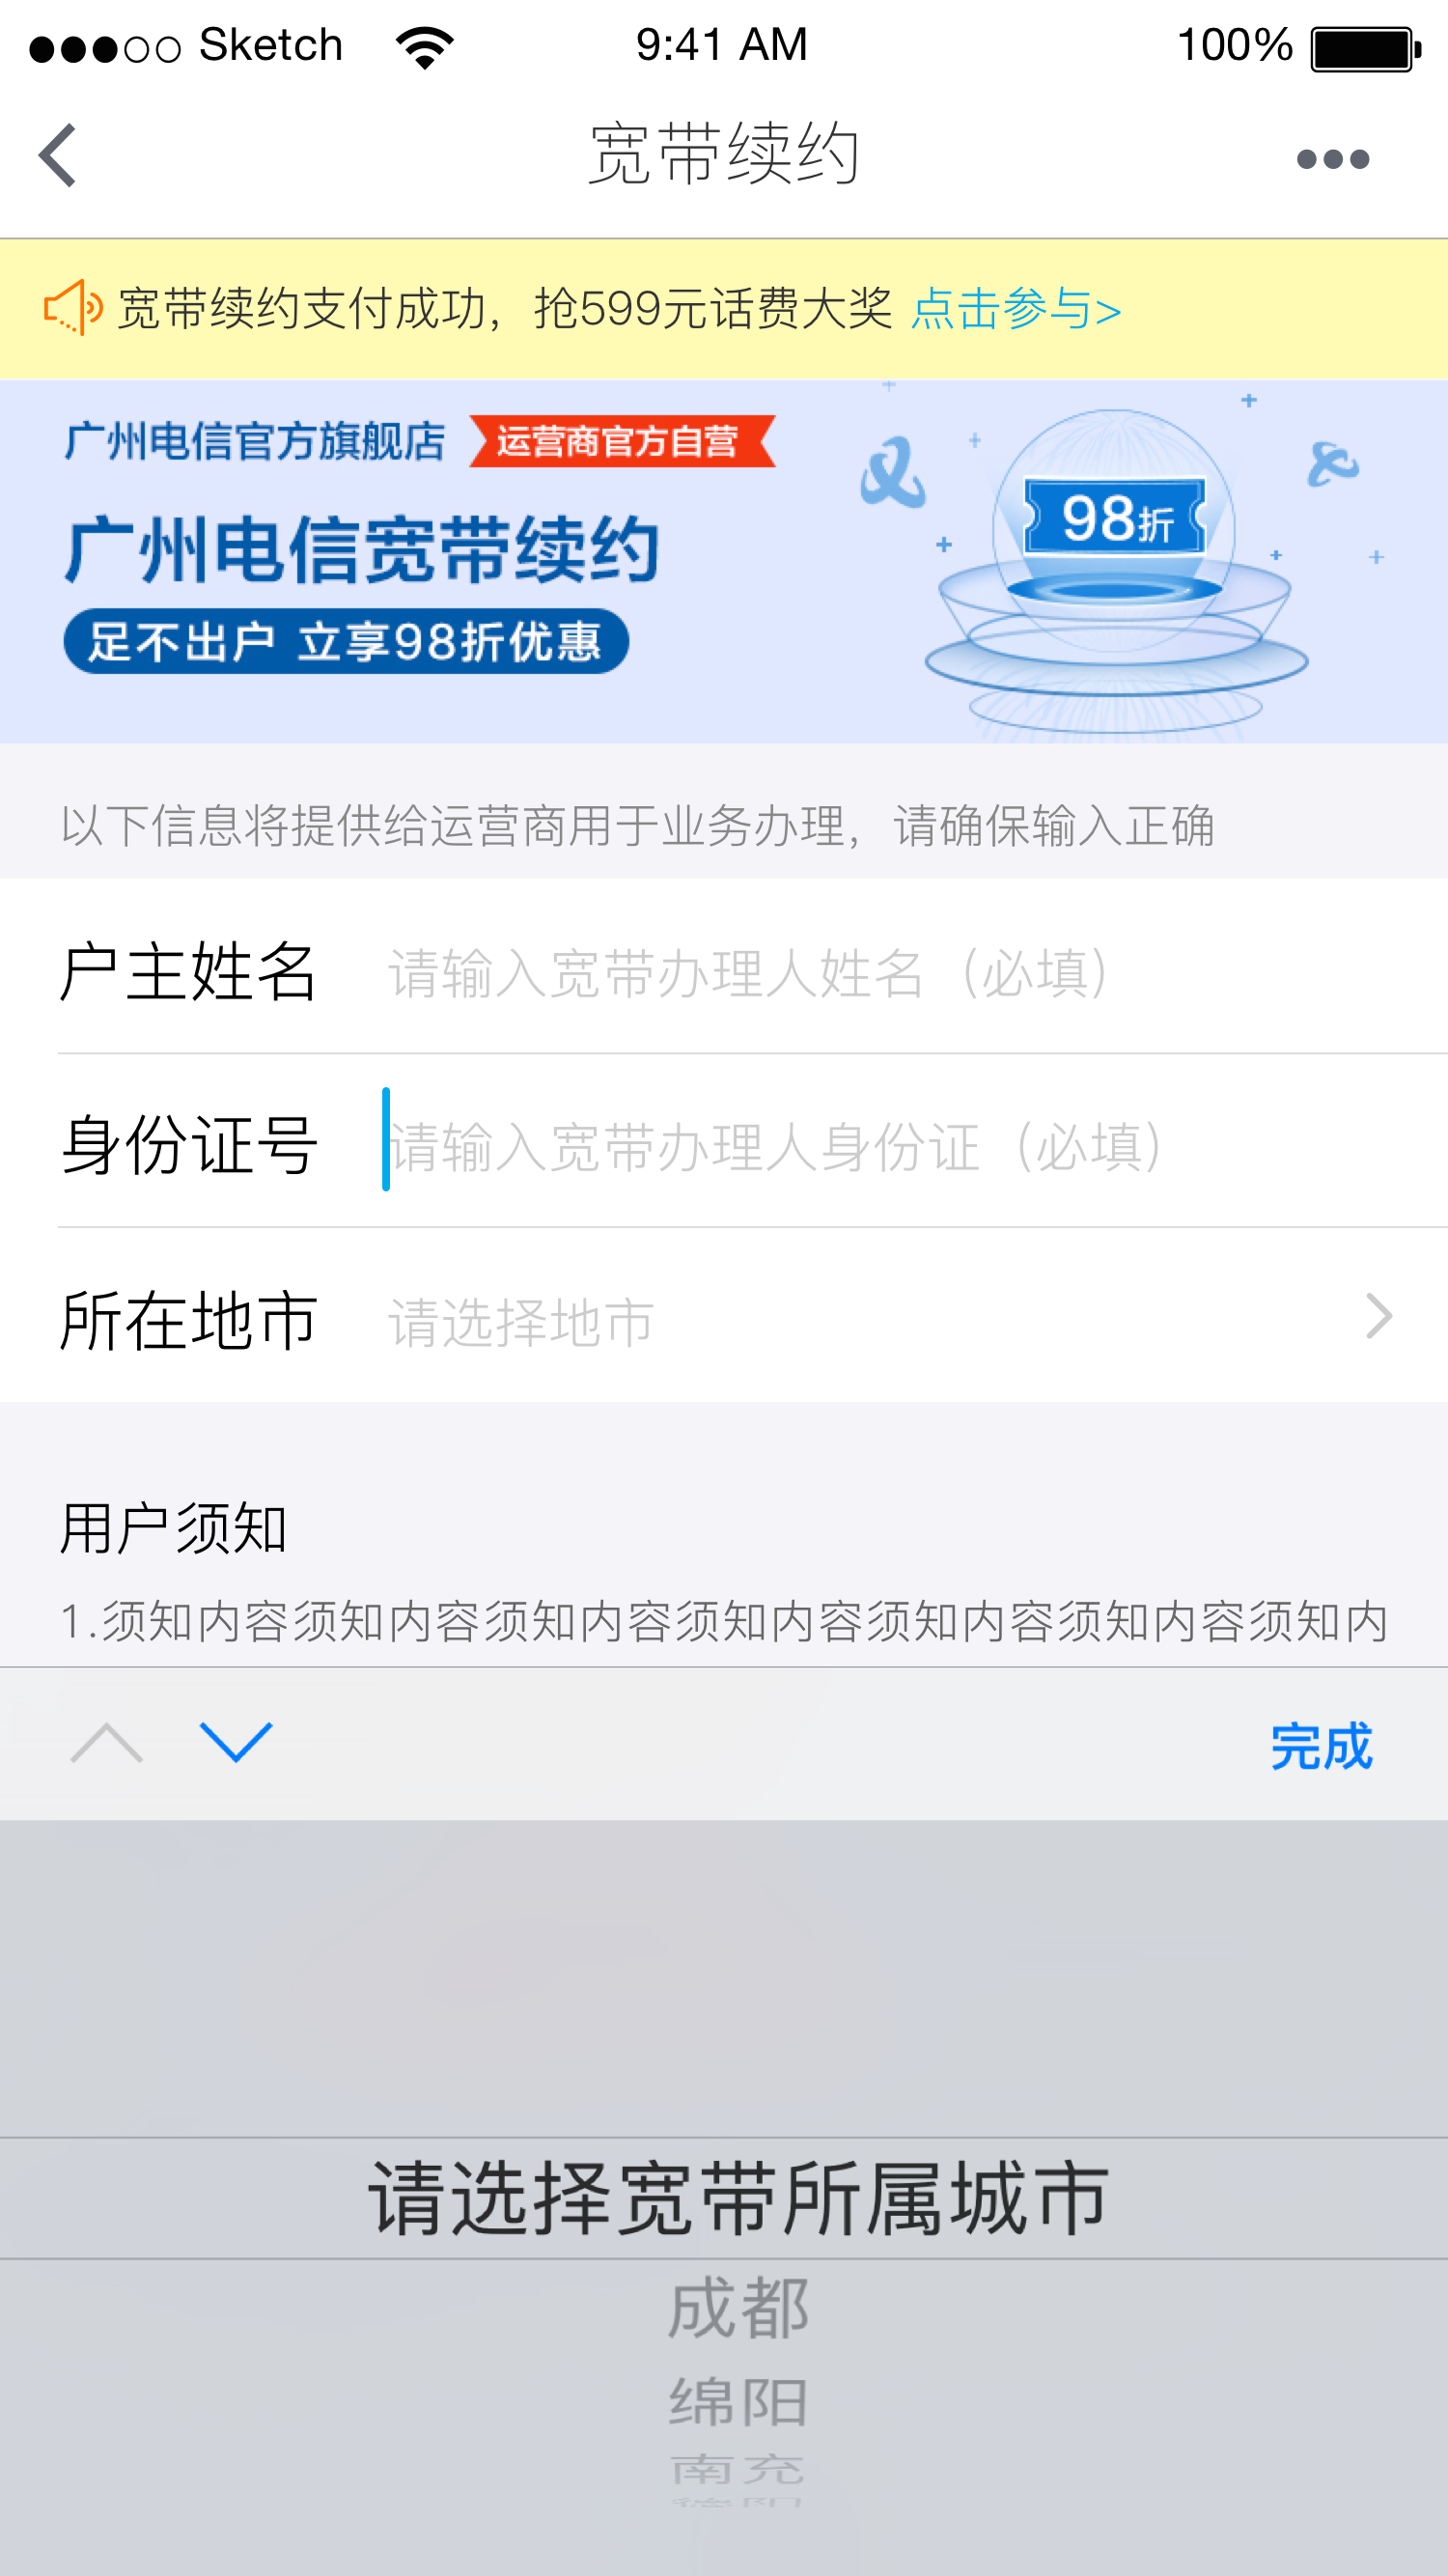 Sketch 9:41 AM 100%
宽带续约
宽带续约支付成功，抢599元话费大奖 点击参与>
广州电信官方旗舰店 运营商官方自营
广州电信宽带续约
98折
足不出户 立享98折优惠
以下信息将提供给运营商用于业务办理，请确保输入正确
户主姓名 请输入宽带办理人姓名（必填）
身份证号 请输入宽带办理人身份证（必填）
所在地市 请选择地市
用户须知
1.须知内容须知内容须知内容须知内容须知内容须知内容须知内
完成
请选择宽带所属城市
成都
绵阳
南充